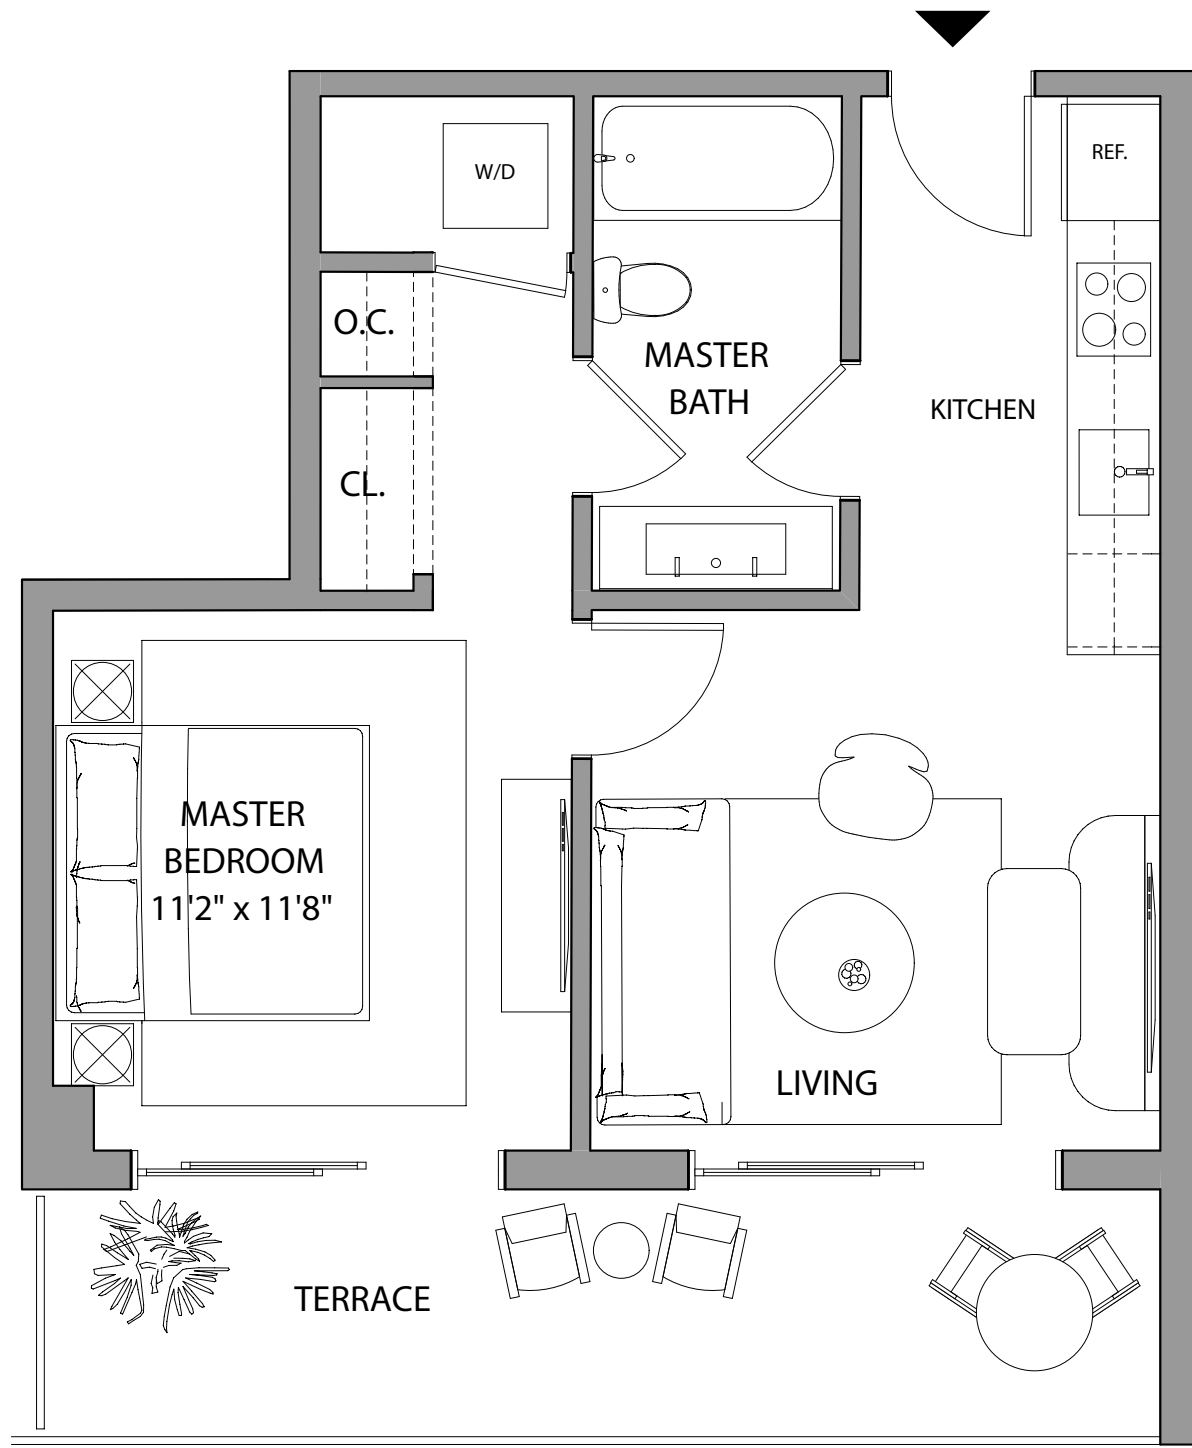 W/D
REF.
O.C.
MASTER
BATH
KITCHEN
CL.
MASTER
BEDROOM
11'2" x 11'8"
LIVING
TERRACE